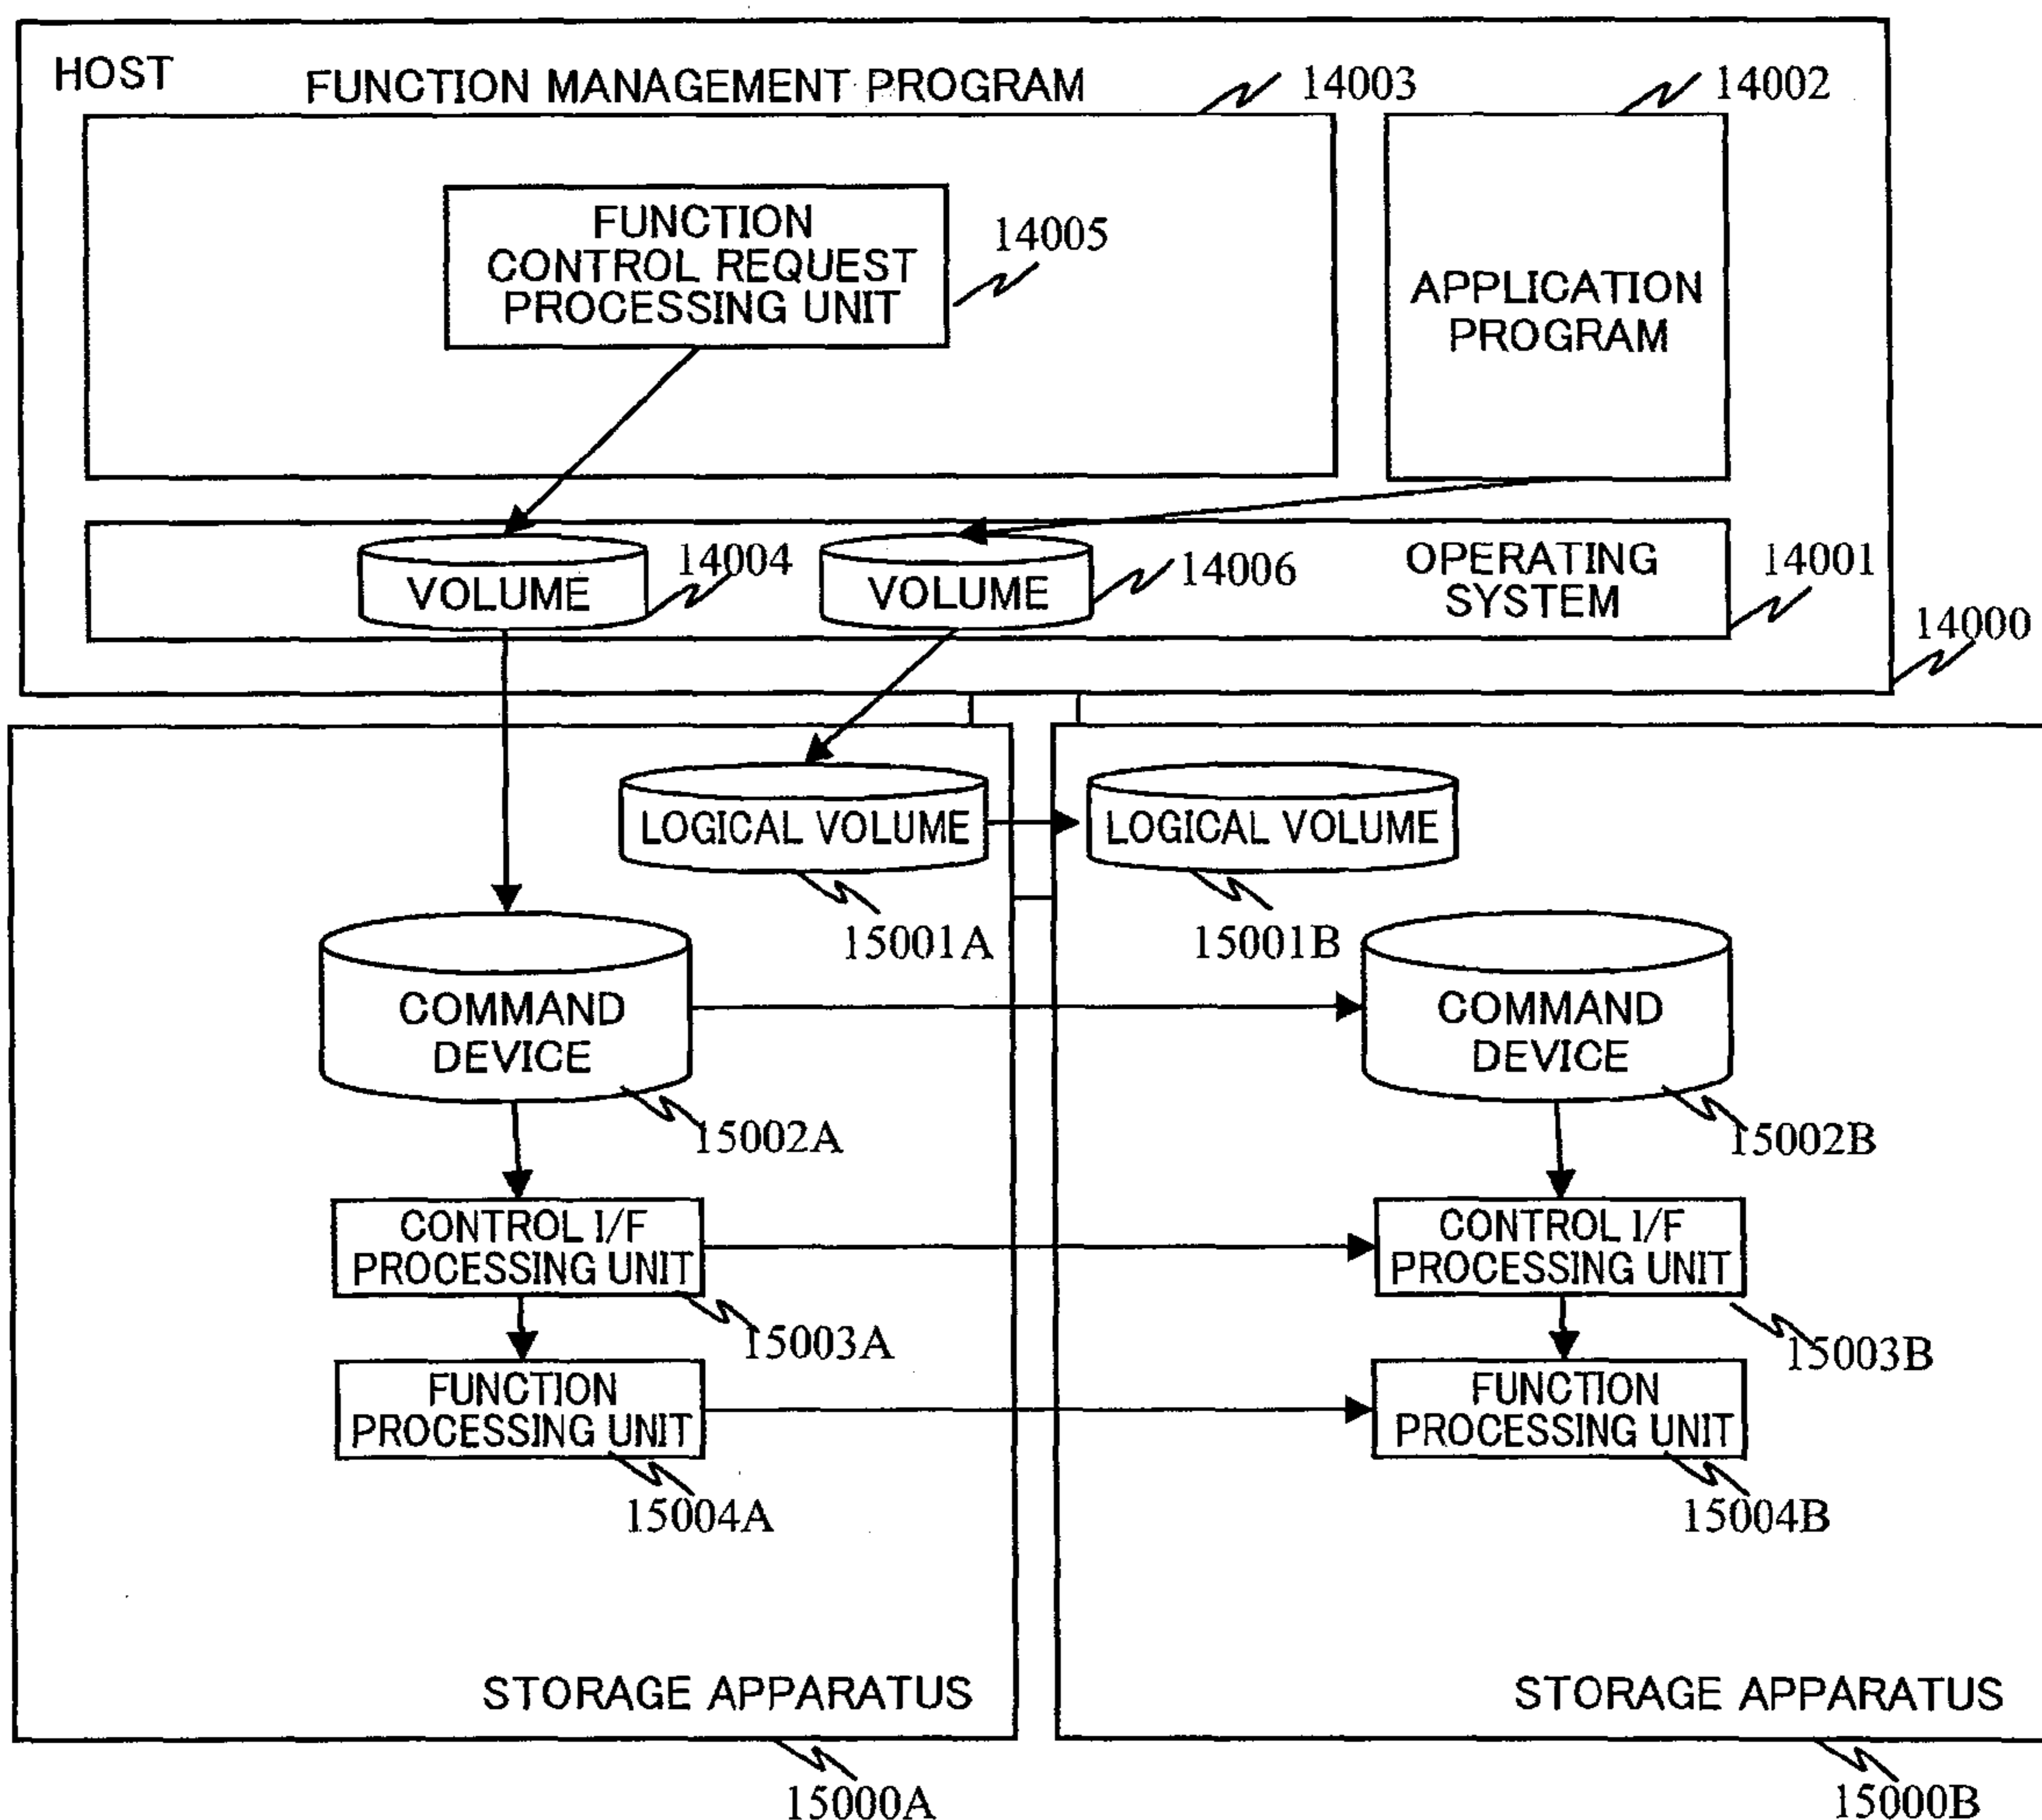 HOST
FUNCTION MANAGEMENT PROGRAM
14003
14002
FUNCTION
CONTROL REQUEST
PROCESSING UNIT
14005
APPLICATION
PROGRAM
VOLUME
14004
VOLUME
14006
OPERATING
SYSTEM
14001
14000
LOGICAL VOLUME
LOGICAL VOLUME
15001A
15001B
COMMAND
DEVICE
15002A
COMMAND
DEVICE
15002B
CONTROL I/F
PROCESSING UNIT
15003A
CONTROL I/F
PROCESSING UNIT
15003B
FUNCTION
PROCESSING UNIT
15004A
FUNCTION
PROCESSING UNIT
15004B
STORAGE APPARATUS
STORAGE APPARATUS
15000A
15000B